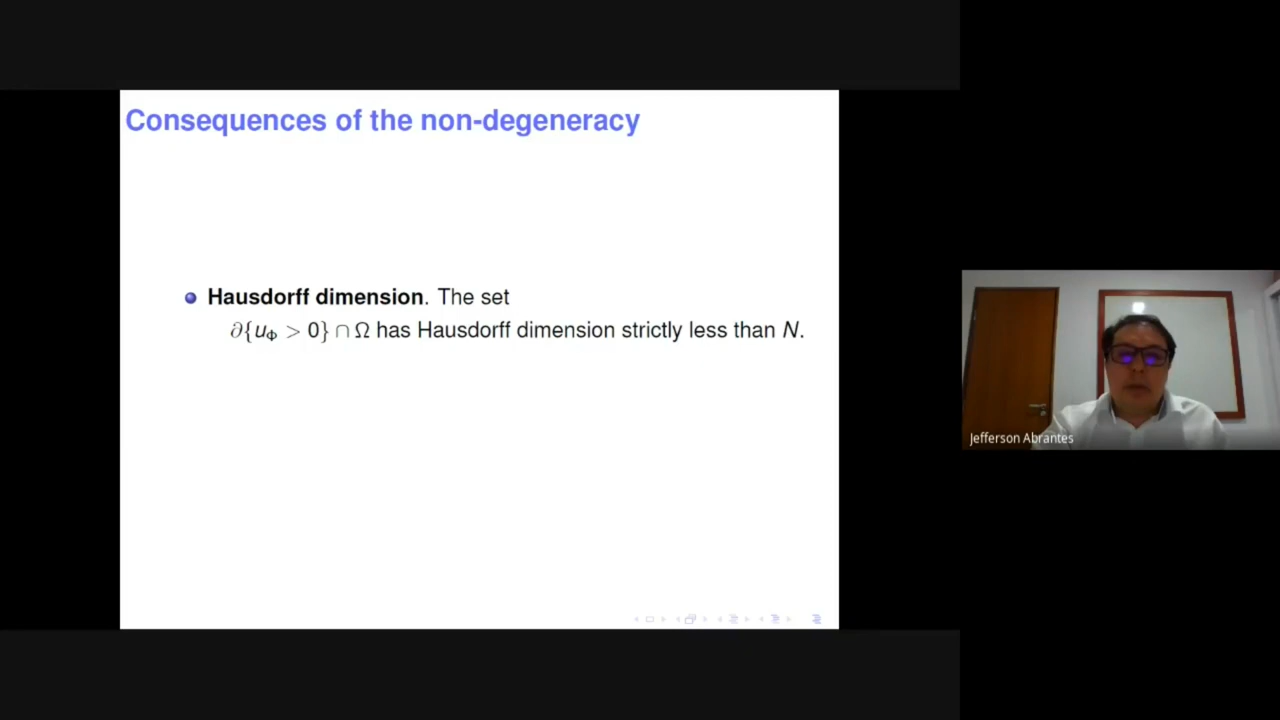 Consequences of the non-degeneracy
Hausdorff dimension. The set
∂{u_Φ > 0} ∩ Ω has Hausdorff dimension strictly less than N.
Jefferson Abrantes